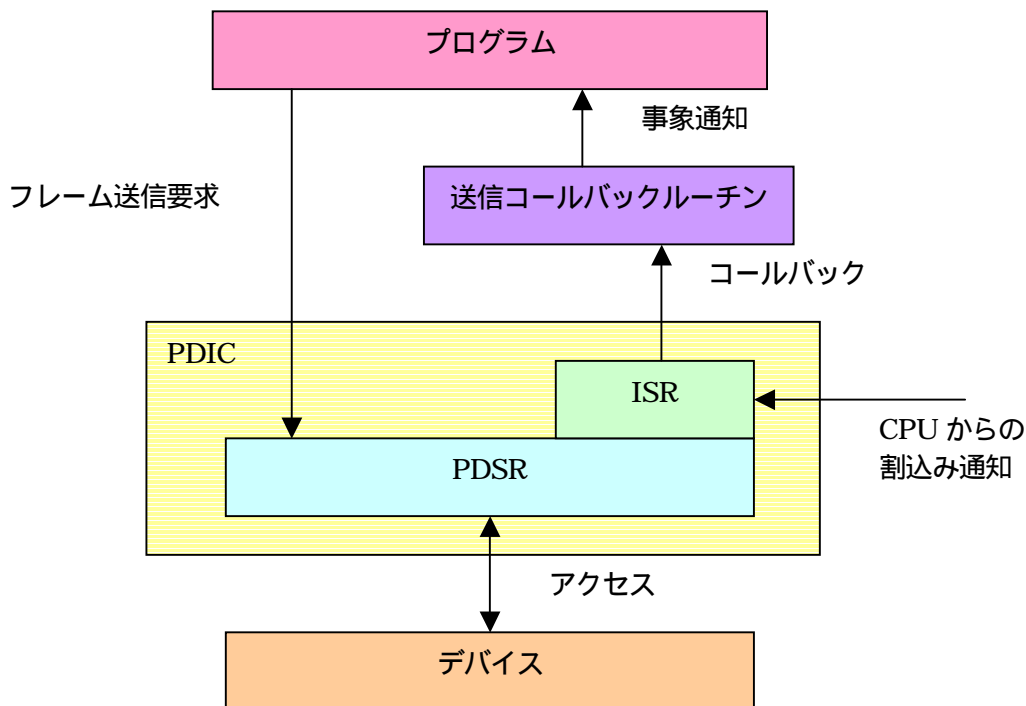 プログラム
事象通知
フレーム送信要求
送信コールバックルーチン
コールバック
PDIC
ISR
CPU からの
割込み通知
PDSR
アクセス
デバイス